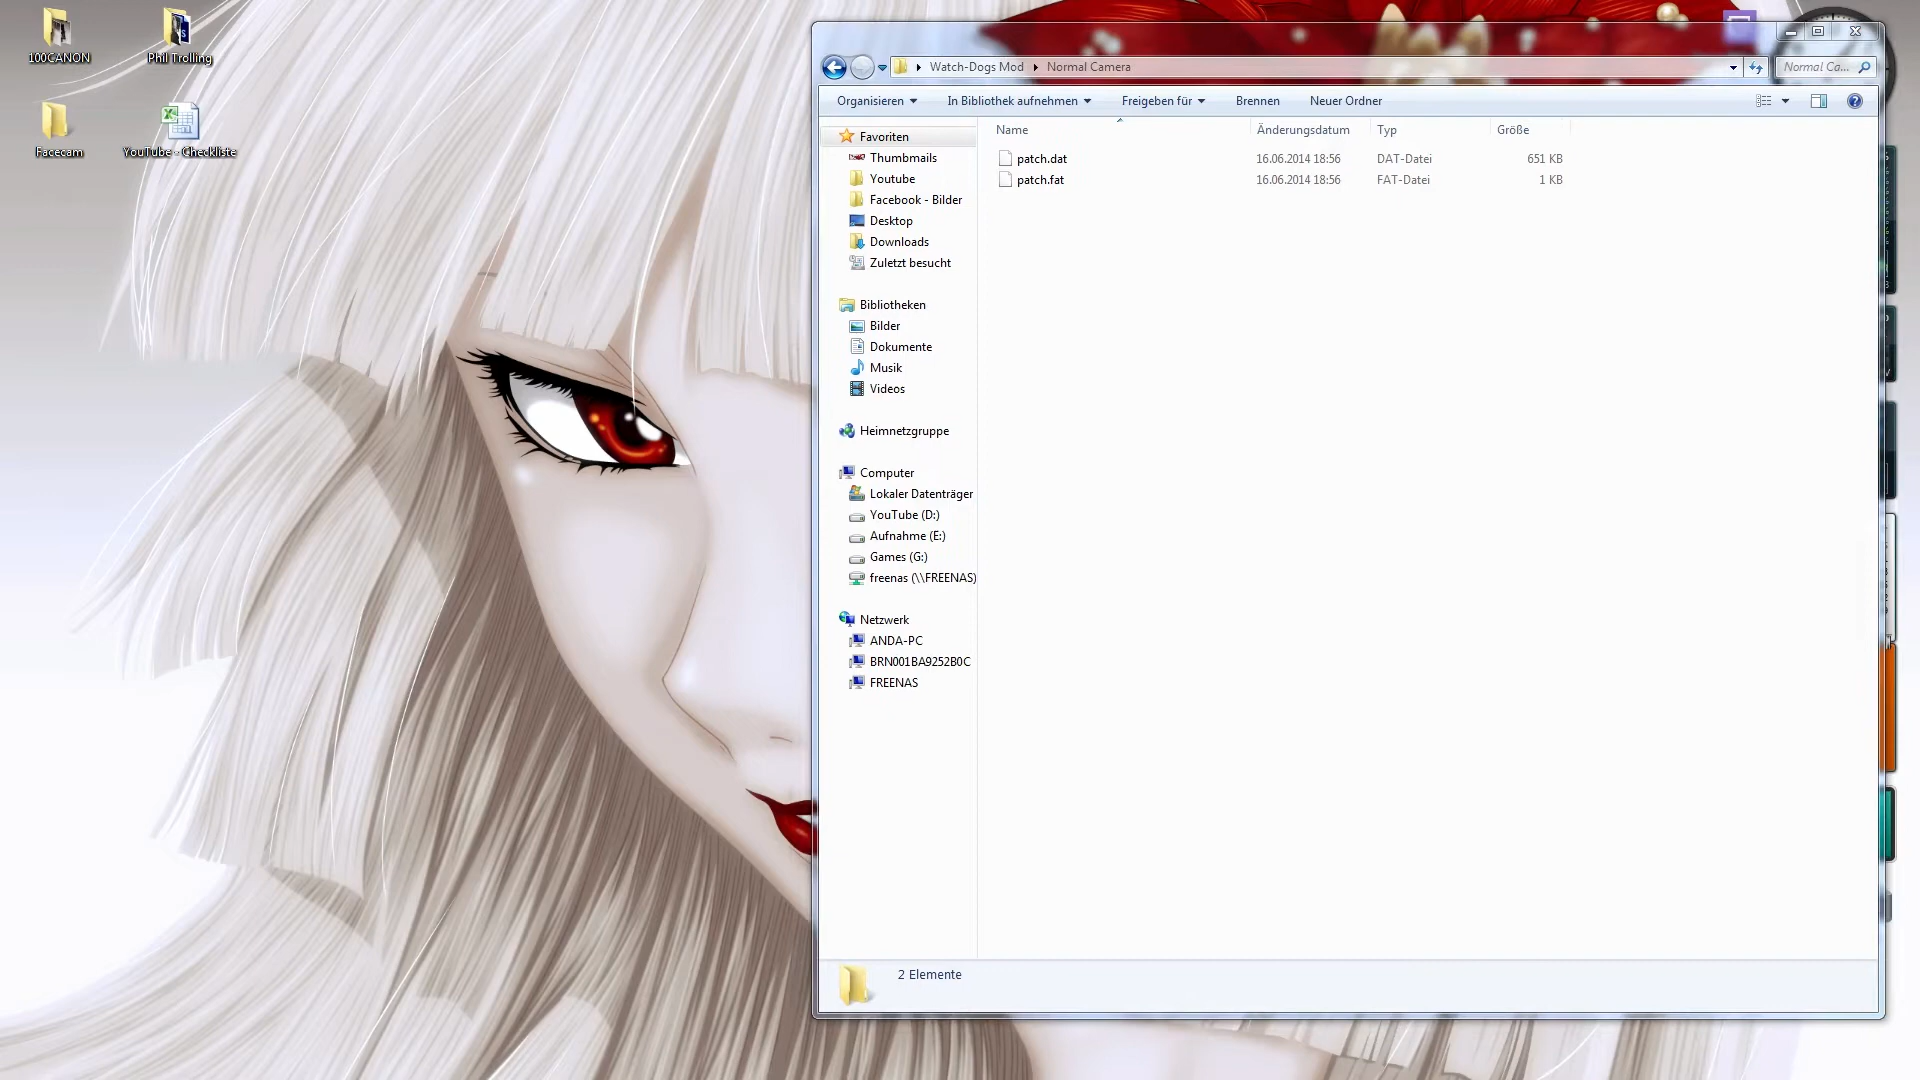 100CANON
Phil Trolling
Facecam
YouTube - Checkliste
Watch-Dogs Mod
Normal Camera
Normal Ca...
Organisieren
In Bibliothek aufnehmen
Freigeben für
Brennen
Neuer Ordner
Name
Änderungsdatum
Typ
Größe
patch.dat
16.06.2014 18:56
DAT-Datei
651 KB
patch.fat
16.06.2014 18:56
FAT-Datei
1 KB
Favoriten
Thumbmails
Youtube
Facebook - Bilder
Desktop
Downloads
Zuletzt besucht
Bibliotheken
Bilder
Dokumente
Musik
Videos
Heimnetzgruppe
Computer
Lokaler Datenträger
YouTube (D:)
Aufnahme (E:)
Games (G:)
freenas (\\FREENAS)
Netzwerk
ANDA-PC
BRN001BA9252B0C
FREENAS
2 Elemente